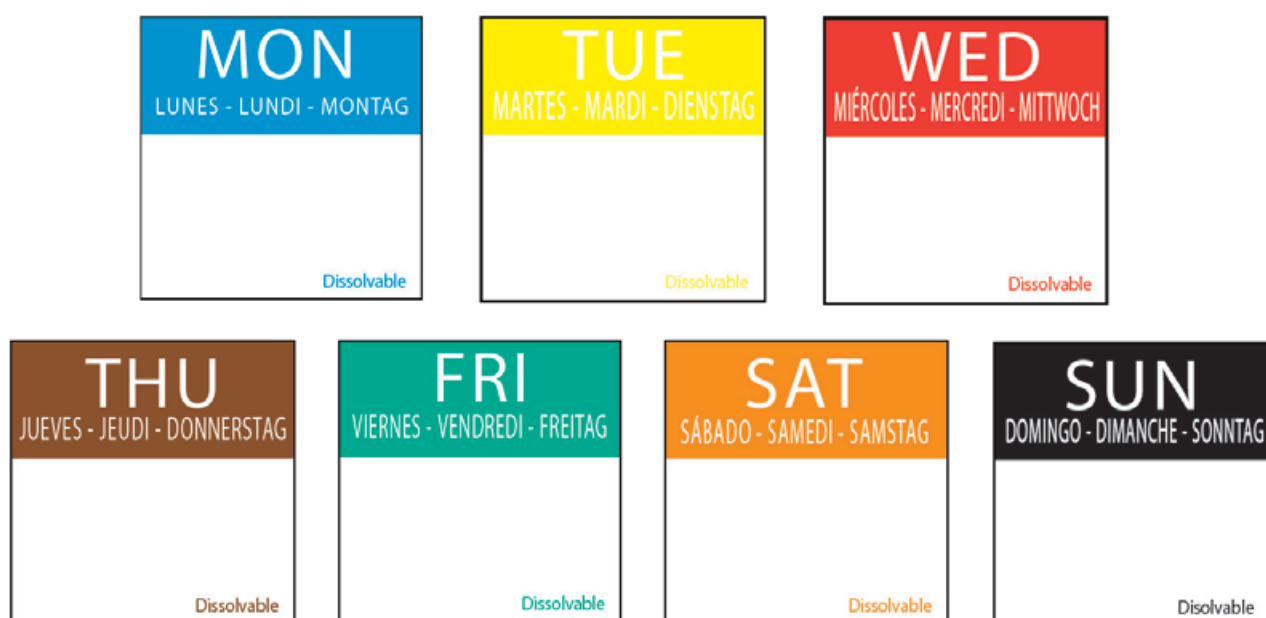 MON
LUNES - LUNDI - MONTAG
Dissolvable
TUE
MARTES - MARDI - DIENSTAG
Dissolvable
WED
MIÉRCOLES - MERCREDI - MITTWOCH
Dissolvable
THU
JUEVES - JEUDI - DONNERSTAG
Dissolvable
FRI
VIERNES - VENDREDI - FREITAG
Dissolvable
SAT
SÁBADO - SAMEDI - SAMSTAG
Dissolvable
SUN
DOMINGO - DIMANCHE - SONNTAG
Disolvable